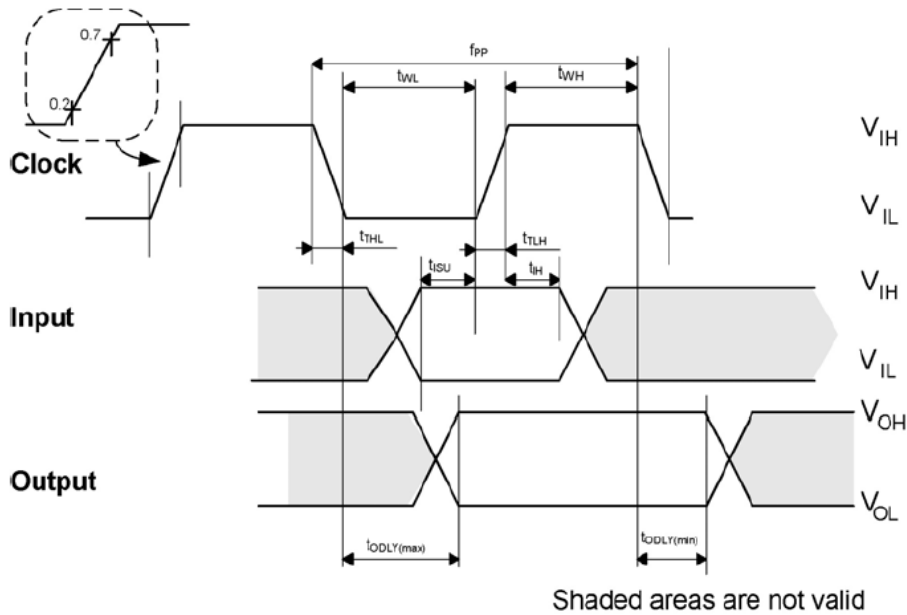 0.7
0.2
fPP
tWL
tWH
Clock
VIH
VIL
tTHL
tTLH
tISU
tIH
Input
VIH
VIL
Output
VOH
VOL
tODLY(max)
tODLY(min)
Shaded areas are not valid